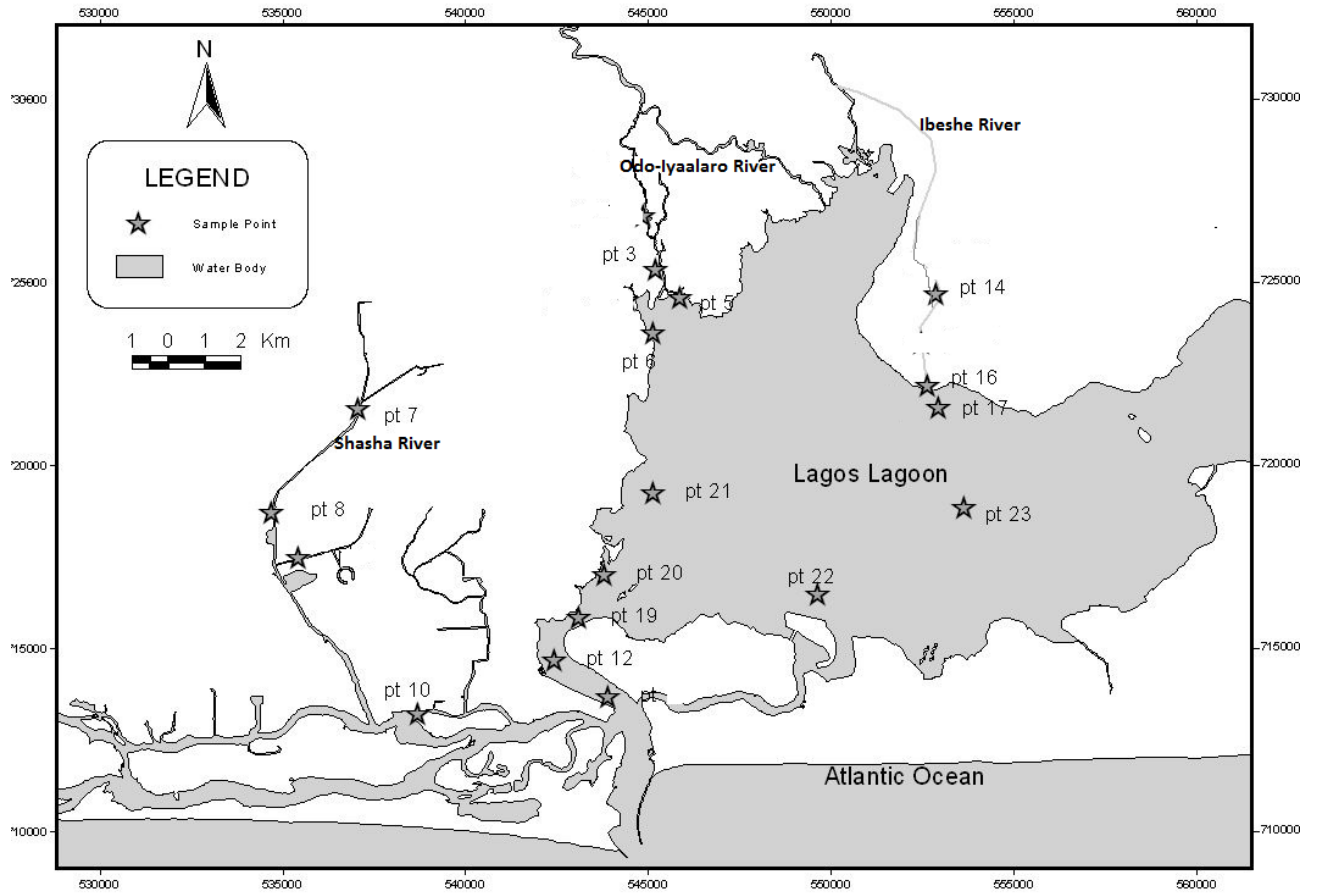 530000 535000 540000 545000 550000 555000 560000
N
730000
Ibeshe River
LEGEND
Odo-Iyaalaro River
Sample Point
Water Body
pt 3
725000
pt 14
pt 5
1 0 1 2 Km
pt 6
pt 16
pt 7
pt 17
Shasha River
720000
Lagos Lagoon
pt 21
pt 8
pt 23
pt 20
pt 22
pt 19
715000
pt 12
pt 10
pt
Atlantic Ocean
710000
530000 535000 540000 545000 550000 555000 560000